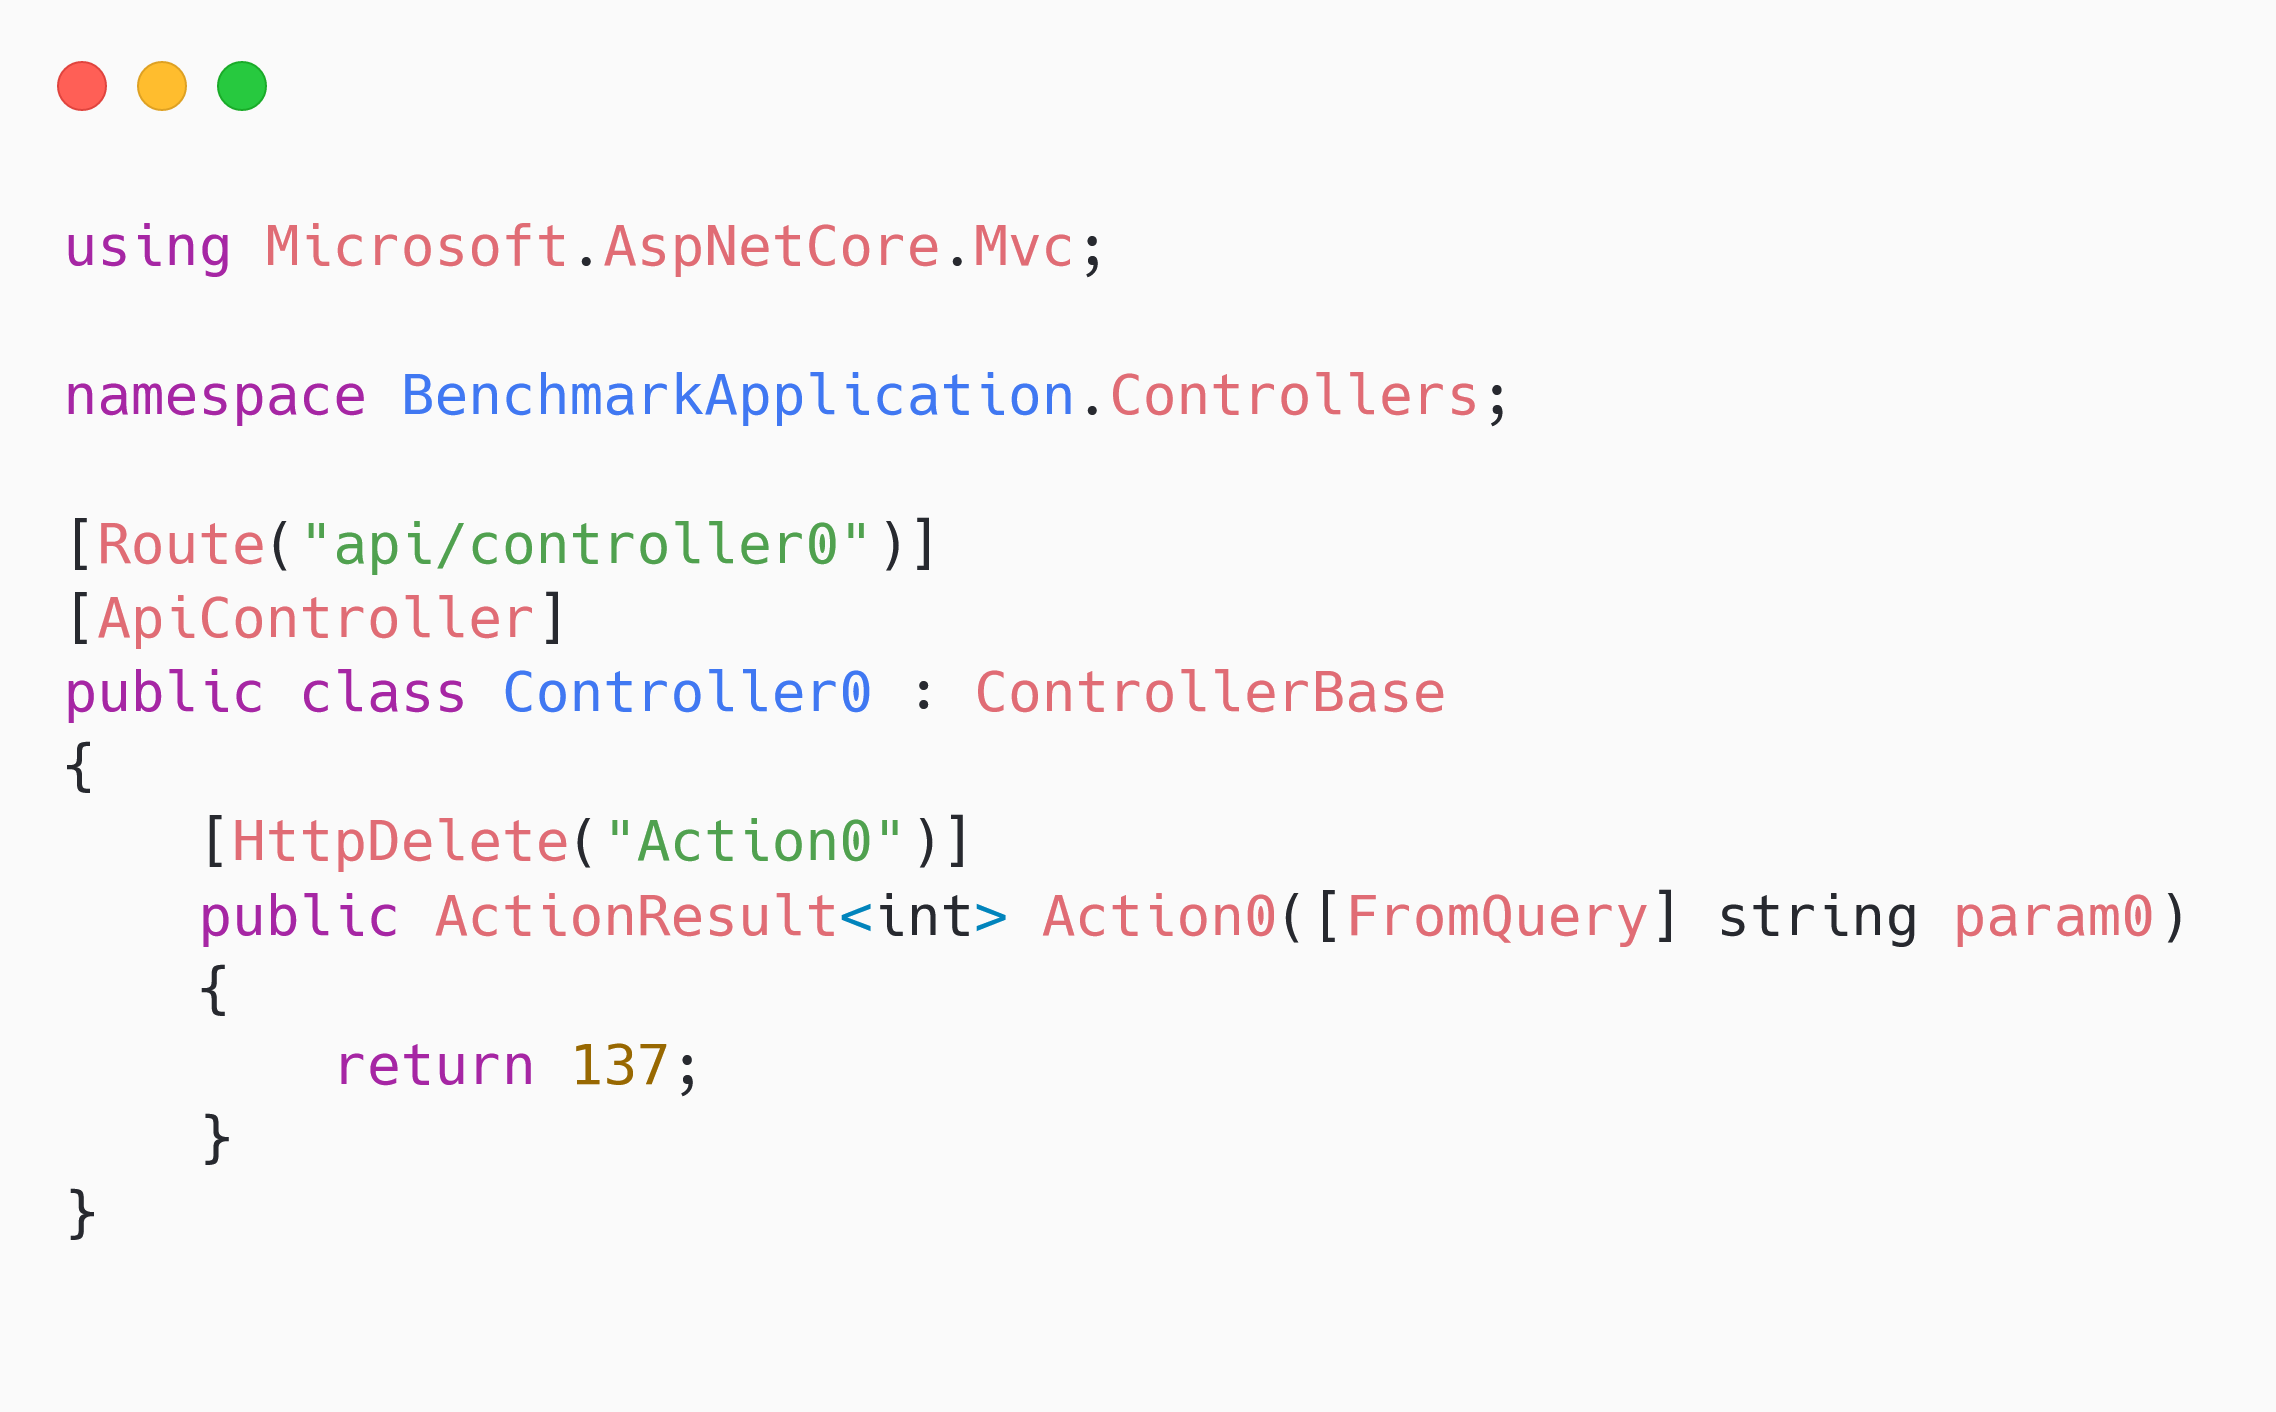 using Microsoft.AspNetCore.Mvc;

namespace BenchmarkApplication.Controllers;

[Route("api/controller0")]
[ApiController]
public class Controller0 : ControllerBase
{
    [HttpDelete("Action0")]
    public ActionResult<int> Action0([FromQuery] string param0)
    {
        return 137;
    }
}